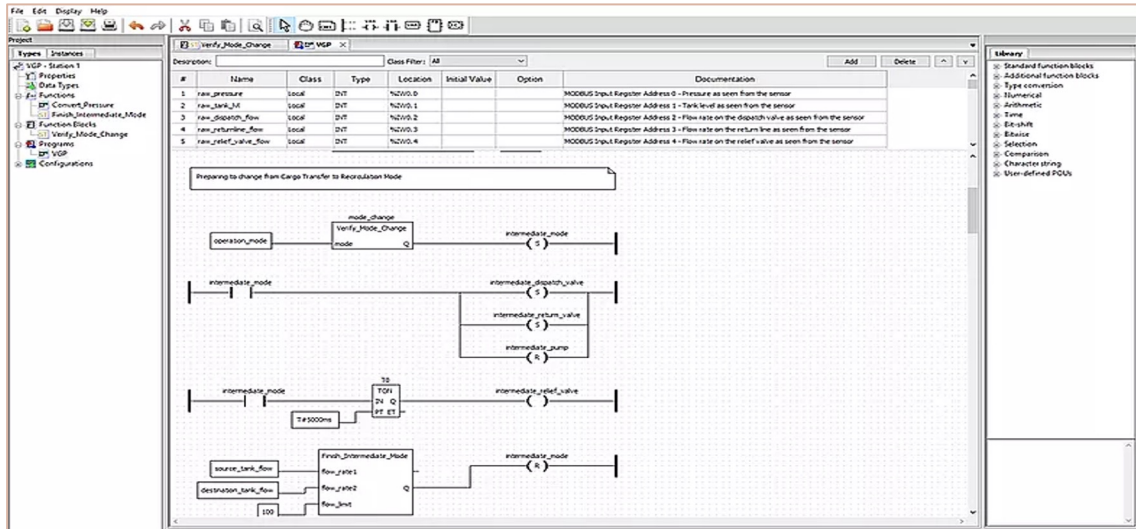 File Edit Display Help
Project
Types Instances
VGP - Station 1
Properties
Data Types
Functions
Convert_Pressure
Finish_Intermediate_Mode
Function Blocks
Verify_Mode_Change
Programs
VGP
Configurations
Verify_Mode_Change
VGP
Description:
Class Filter: All
Add
Delete
# Name Class Type Location Initial Value Option Documentation
1 raw_pressure Local INT %IW0.0 MODBUS Input Register Address 0 - Pressure as seen from the sensor
2 raw_tank_lvl Local INT %IW0.1 MODBUS Input Register Address 1 - Tank level as seen from the sensor
3 raw_dispatch_flow Local INT %IW0.2 MODBUS Input Register Address 2 - Flow rate on the dispatch valve as seen from the sensor
4 raw_returnline_flow Local INT %IW0.3 MODBUS Input Register Address 3 - Flow rate on the return line as seen from the sensor
5 raw_relief_valve_flow Local INT %IW0.4 MODBUS Input Register Address 4 - Flow rate on the relief valve as seen from the sensor
Preparing to change from Cargo Transfer to Recirculation Mode
mode_change
Verify_Mode_Change
operation_mode
mode Q
intermediate_mode
S
intermediate_mode
intermediate_dispatch_valve
S
intermediate_return_valve
S
intermediate_pump
R
intermediate_mode
T0
TON
IN Q
PT ET
T#5000ms
intermediate_relief_valve
Finish_Intermediate_Mode
source_tank_flow
flow_rate1
destination_tank_flow
flow_rate2 Q
100
flow_limit
intermediate_mode
R
Library
Standard function blocks
Additional function blocks
Type conversion
Numerical
Arithmetic
Time
Bit-shift
Bitwise
Selection
Comparison
Character string
User-defined POUs